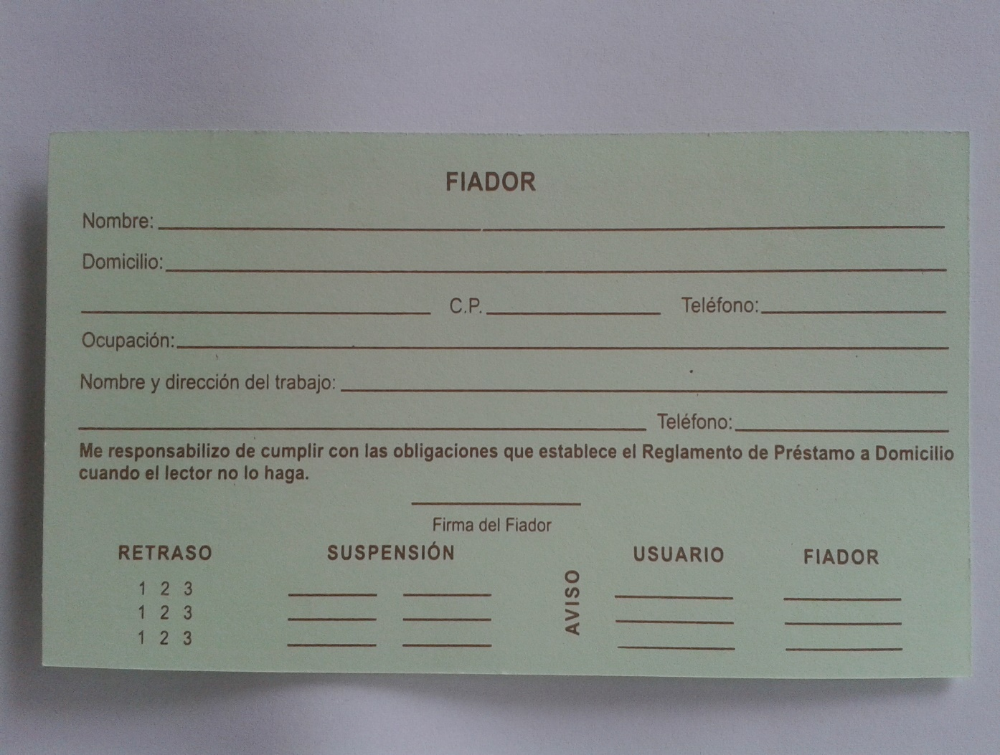 FIADOR
Nombre:
Domicilio:
C.P. Teléfono:
Ocupación:
Nombre y dirección del trabajo:
Teléfono:
Me responsabilizo de cumplir con las obligaciones que establece el Reglamento de Préstamo a Domicilio
cuando el lector no lo haga.
Firma del Fiador
RETRASO SUSPENSIÓN AVISO USUARIO FIADOR
1 2 3
1 2 3
1 2 3